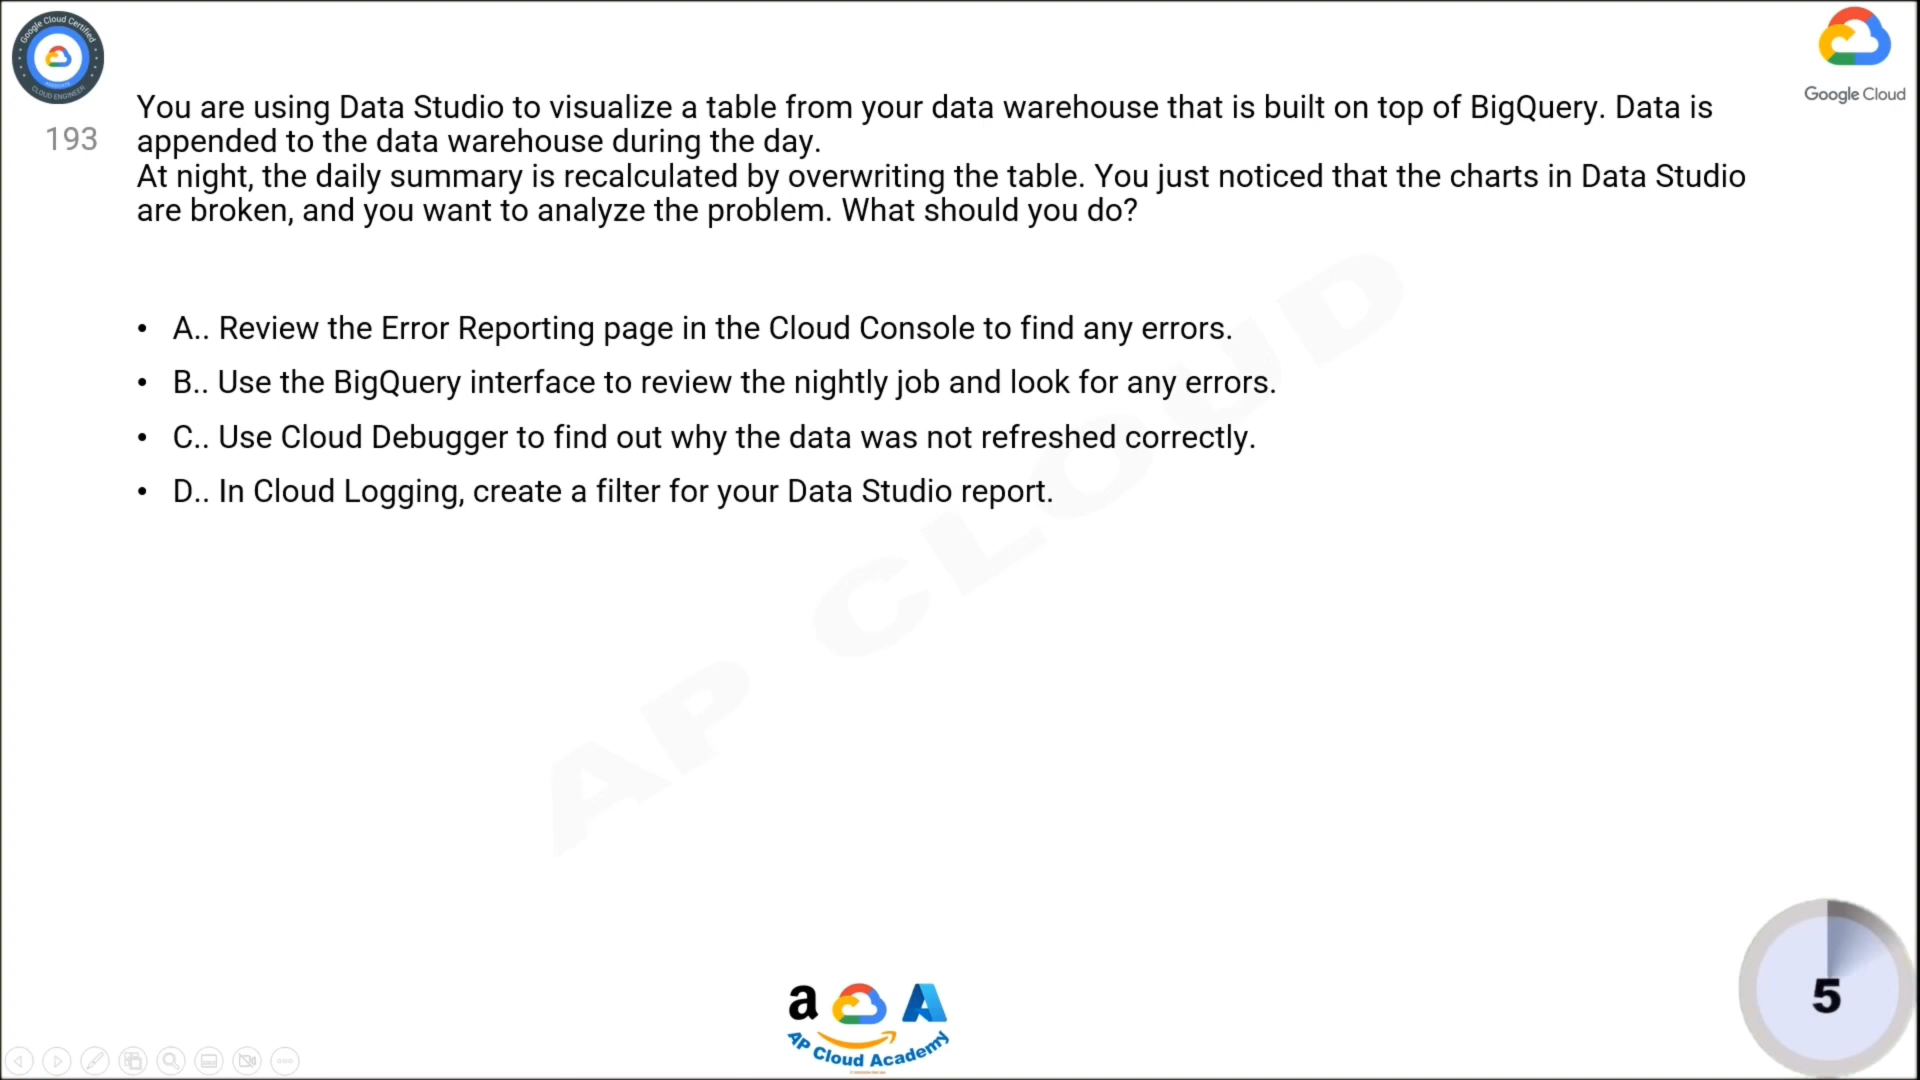 Google Cloud Certified
CLOUD ENGINEER
Google Cloud
193
You are using Data Studio to visualize a table from your data warehouse that is built on top of BigQuery. Data is
appended to the data warehouse during the day.
At night, the daily summary is recalculated by overwriting the table. You just noticed that the charts in Data Studio
are broken, and you want to analyze the problem. What should you do?
• A.. Review the Error Reporting page in the Cloud Console to find any errors.
• B.. Use the BigQuery interface to review the nightly job and look for any errors.
• C.. Use Cloud Debugger to find out why the data was not refreshed correctly.
• D.. In Cloud Logging, create a filter for your Data Studio report.
AP CLOUD
5
a
AP Cloud Academy